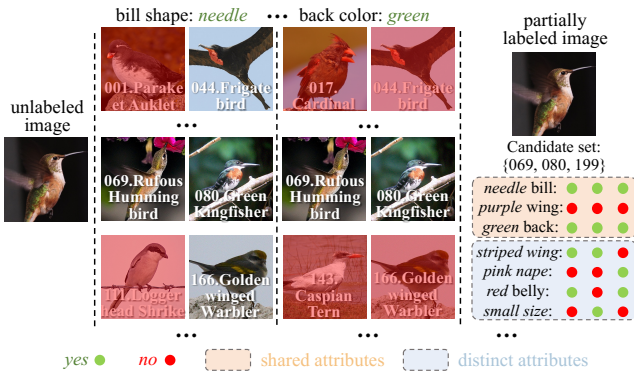 bill shape: needle ... back color: green
partially
labeled image
unlabeled
image
001.Parake
et Auklet
044.Frigate
bird
017.
Cardinal
044.Frigate
bird
...
...
Candidate set:
{069, 080, 199}
069.Rufous
Humming
bird
080.Green
Kingfisher
069.Rufous
Humming
bird
080.Green
Kingfisher
needle bill:
purple wing:
green back:
111.Logger
head Shrike
166.Golden
winged
Warbler
143.
Caspian
Tern
166.Golden
winged
Warbler
striped wing:
pink nape:
red belly:
small size:
...
...
...
yes
no
shared attributes
distinct attributes